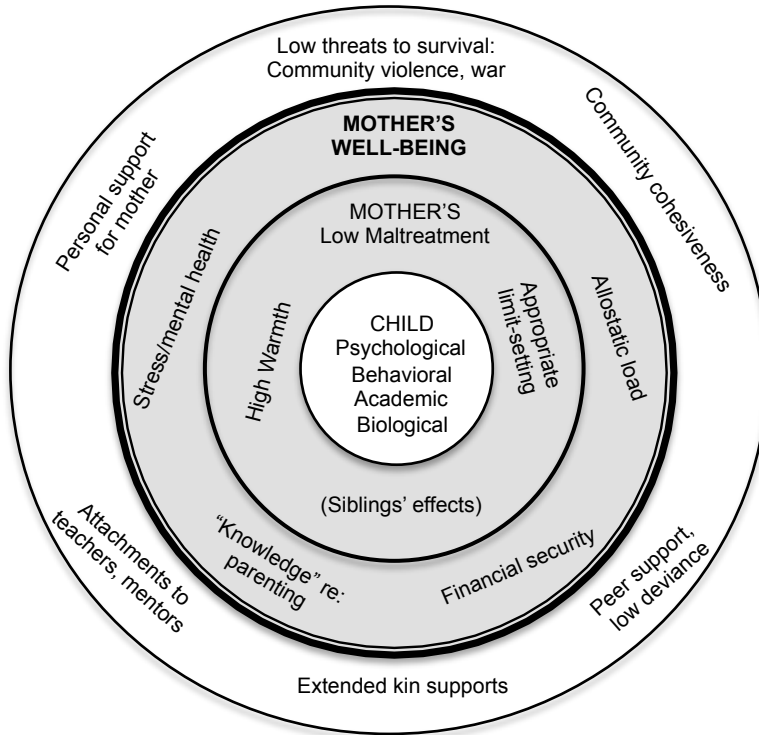 Low threats to survival:
Community violence, war
Community cohesiveness
Personal support
for mother
MOTHER’S
WELL-BEING
Stress/mental health
Allostatic load
MOTHER’S
Low Maltreatment
High Warmth
Appropriate
limit-setting
CHILD
Psychological
Behavioral
Academic
Biological
(Siblings’ effects)
“Knowledge” re:
parenting
Financial security
Attachments to
teachers, mentors
Peer support,
low deviance
Extended kin supports